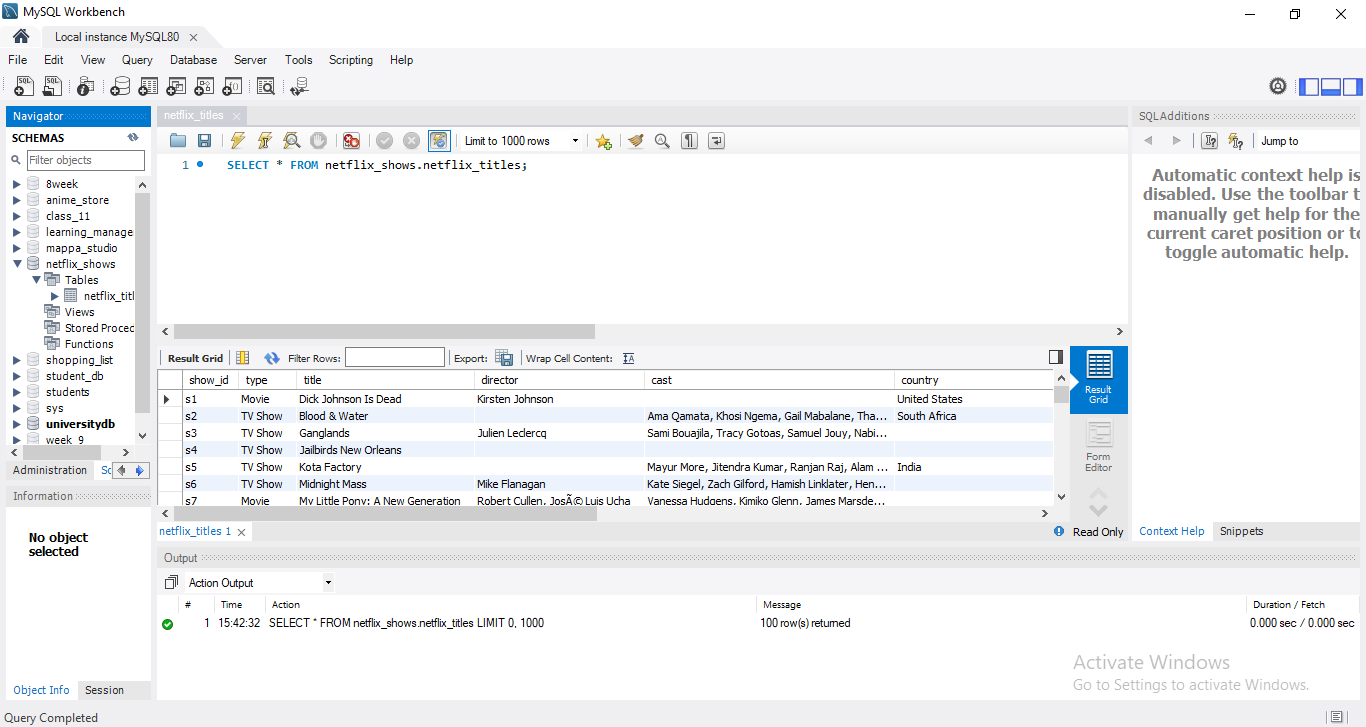 MySQL Workbench
Local instance MySQL80
File Edit View Query Database Server Tools Scripting Help
Navigator
SCHEMAS
Filter objects
8week
anime_store
class_11
learning_manage
mappa_studio
netflix_shows
Tables
netflix_titl
Views
Stored Proced
Functions
shopping_list
student_db
students
sys
universitydb
week_9
Administration Sc
Information
No object
selected
Object Info Session
netflix_titles
Limit to 1000 rows
1 SELECT * FROM netflix_shows.netflix_titles;
Result Grid Filter Rows: Export: Wrap Cell Content:
show_id type title director cast country
s1 Movie Dick Johnson Is Dead Kirsten Johnson United States
s2 TV Show Blood & Water Ama Qamata, Khosi Ngema, Gail Mabalane, Tha... South Africa
s3 TV Show Ganglands Julien Leclercq Sami Bouajila, Tracy Gotoas, Samuel Jouy, Nabi...
s4 TV Show Jailbirds New Orleans
s5 TV Show Kota Factory Mayur More, Jitendra Kumar, Ranjan Raj, Alam ... India
s6 TV Show Midnight Mass Mike Flanagan Kate Siegel, Zach Gilford, Hamish Linklater, Hen...
s7 Movie My Little Pony: A New Generation Robert Cullen, JosÃ© Luis Ucha Vanessa Hudgens, Kimiko Glenn, James Marsde...
Result
Grid
Form
Editor
netflix_titles 1
Read Only
SQLAdditions
Jump to
Automatic context help is
disabled. Use the toolbar t
manually get help for the
current caret position or to
toggle automatic help.
Context Help Snippets
Output
Action Output
# Time Action Message Duration / Fetch
1 15:42:32 SELECT * FROM netflix_shows.netflix_titles LIMIT 0, 1000 100 row(s) returned 0.000 sec / 0.000 sec
Activate Windows
Go to Settings to activate Windows.
Query Completed